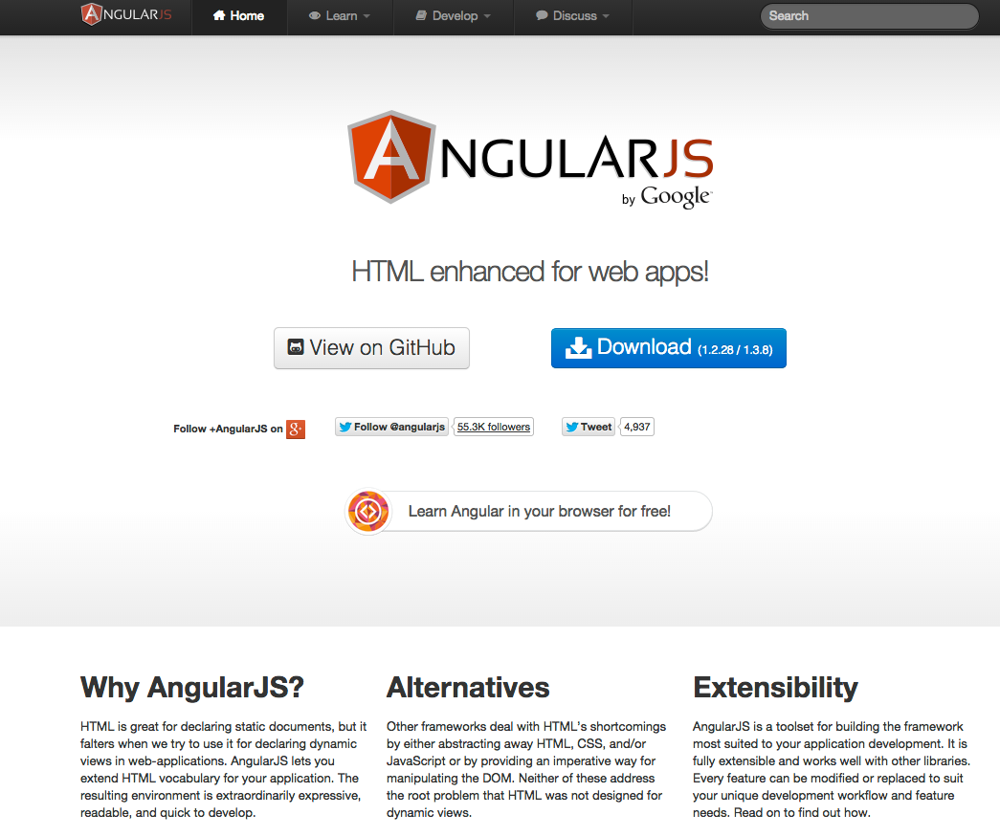 ANGULARJS Home Learn Develop Discuss Search
ANGULARJS
by Google™
HTML enhanced for web apps!
View on GitHub
Download (1.2.28 / 1.3.8)
Follow +AngularJS on g+
Follow @angularjs 55.3K followers
Tweet 4,937
Learn Angular in your browser for free!
Why AngularJS?
HTML is great for declaring static documents, but it
falters when we try to use it for declaring dynamic
views in web-applications. AngularJS lets you
extend HTML vocabulary for your application. The
resulting environment is extraordinarily expressive,
readable, and quick to develop.
Alternatives
Other frameworks deal with HTML's shortcomings
by either abstracting away HTML, CSS, and/or
JavaScript or by providing an imperative way for
manipulating the DOM. Neither of these address
the root problem that HTML was not designed for
dynamic views.
Extensibility
AngularJS is a toolset for building the framework
most suited to your application development. It is
fully extensible and works well with other libraries.
Every feature can be modified or replaced to suit
your unique development workflow and feature
needs. Read on to find out how.